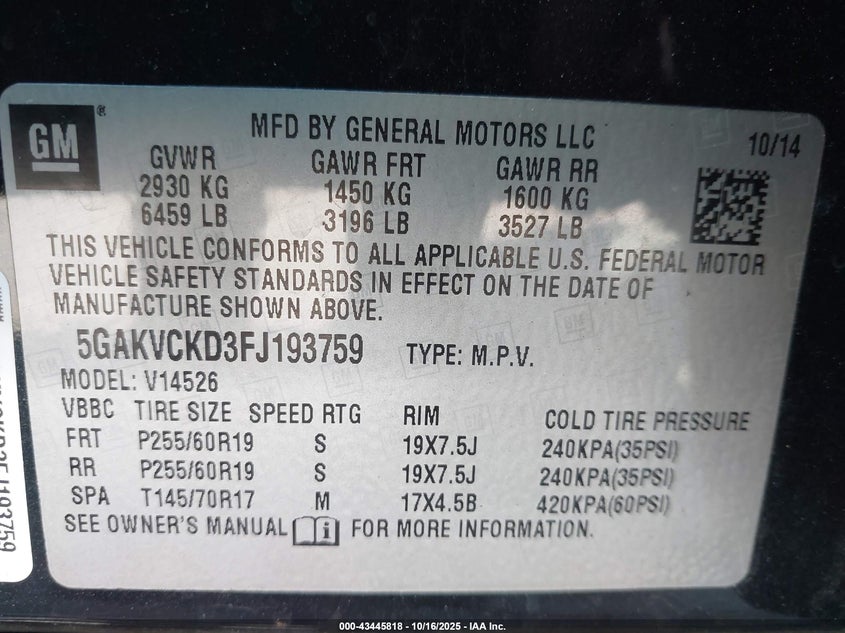 GM ®
MFD BY GENERAL MOTORS LLC
10/14
GVWR GAWR FRT GAWR RR
2930 KG 1450 KG 1600 KG
6459 LB 3196 LB 3527 LB
THIS VEHICLE CONFORMS TO ALL APPLICABLE U.S. FEDERAL MOTOR
VEHICLE SAFETY STANDARDS IN EFFECT ON THE DATE OF
MANUFACTURE SHOWN ABOVE.
5GAKVCKD3FJ193759 TYPE: M.P.V.
MODEL: V14526
VBBC TIRE SIZE SPEED RTG RIM COLD TIRE PRESSURE
FRT P255/60R19 S 19X7.5J 240KPA(35PSI)
RR P255/60R19 S 19X7.5J 240KPA(35PSI)
SPA T145/70R17 M 17X4.5B 420KPA(60PSI)
SEE OWNER'S MANUAL FOR MORE INFORMATION.
000-43445818 - 10/16/2025 - IAA Inc.